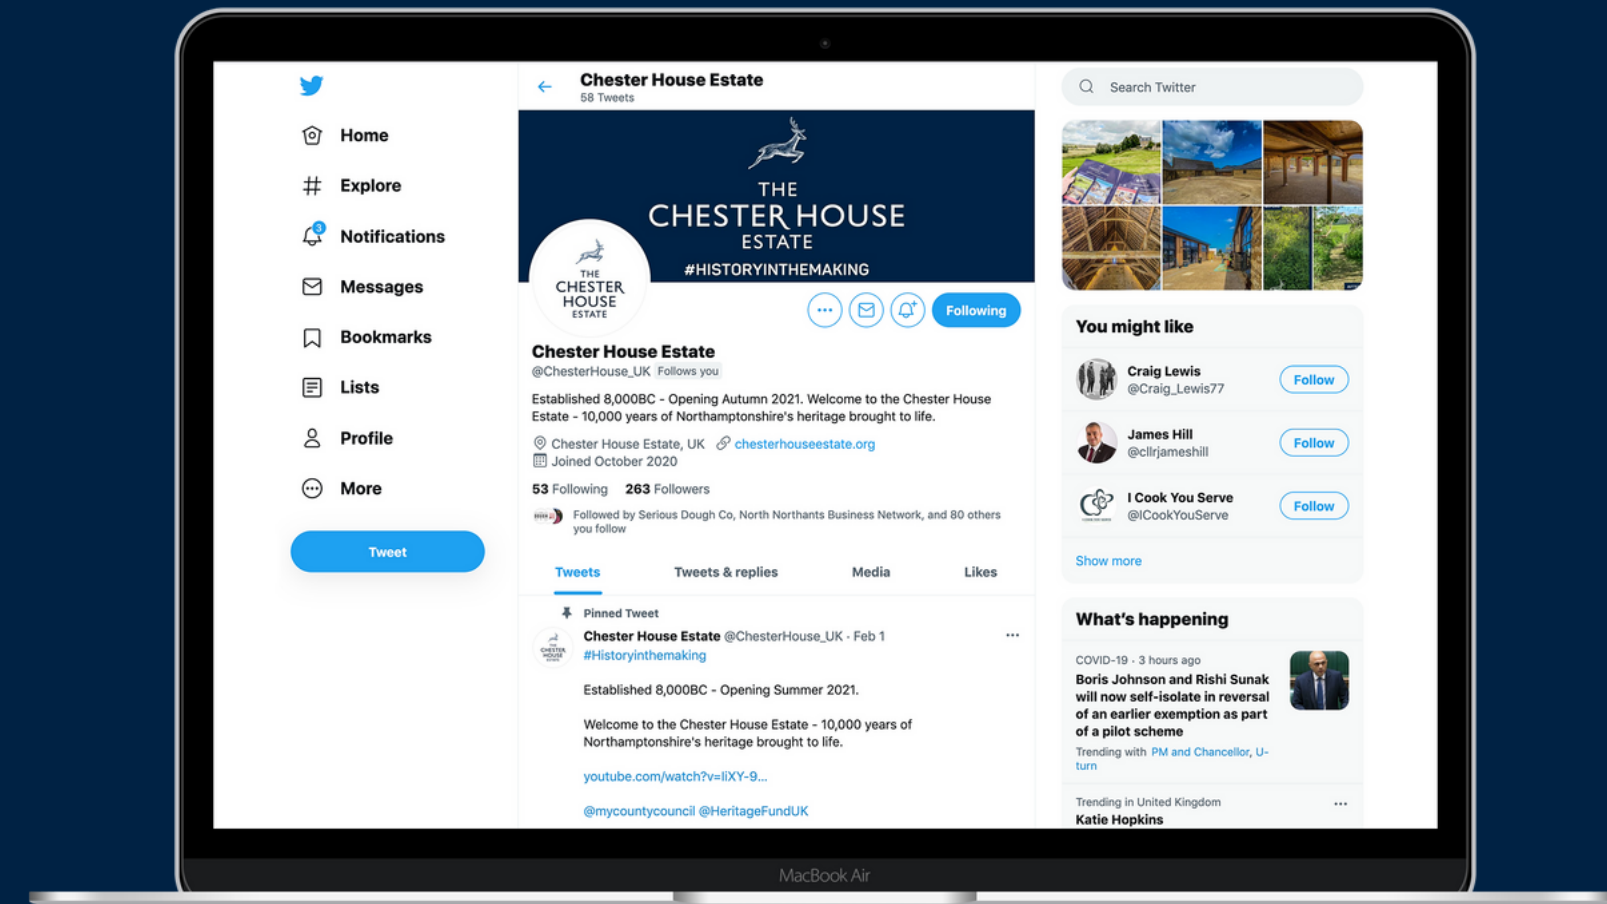 Home
Explore
3
Notifications
Messages
Bookmarks
Lists
Profile
More
Tweet
Chester House Estate
58 Tweets
THE
CHESTER HOUSE
ESTATE
#HISTORYINTHEMAKING
THE
CHESTER
HOUSE
ESTATE
Following
Chester House Estate
@ChesterHouse_UK Follows you
Established 8,000BC - Opening Autumn 2021. Welcome to the Chester House
Estate - 10,000 years of Northamptonshire's heritage brought to life.
Chester House Estate, UK chesterhouseestate.org
Joined October 2020
53 Following 263 Followers
Followed by Serious Dough Co, North Northants Business Network, and 80 others
you follow
Tweets Tweets & replies Media Likes
Pinned Tweet
Chester House Estate @ChesterHouse_UK · Feb 1
#Historyinthemaking
THE
CHESTER
HOUSE
ESTATE
Established 8,000BC - Opening Summer 2021.
Welcome to the Chester House Estate - 10,000 years of
Northamptonshire's heritage brought to life.
youtube.com/watch?v=IiXY-9...
@mycountycouncil @HeritageFundUK
Search Twitter
You might like
Craig Lewis
@Craig_Lewis77
Follow
James Hill
@cllrjameshill
Follow
I Cook You Serve
@ICookYouServe
Follow
Show more
What's happening
COVID-19 · 3 hours ago
Boris Johnson and Rishi Sunak
will now self-isolate in reversal
of an earlier exemption as part
of a pilot scheme
Trending with PM and Chancellor, U-
turn
Trending in United Kingdom
Katie Hopkins
MacBook Air